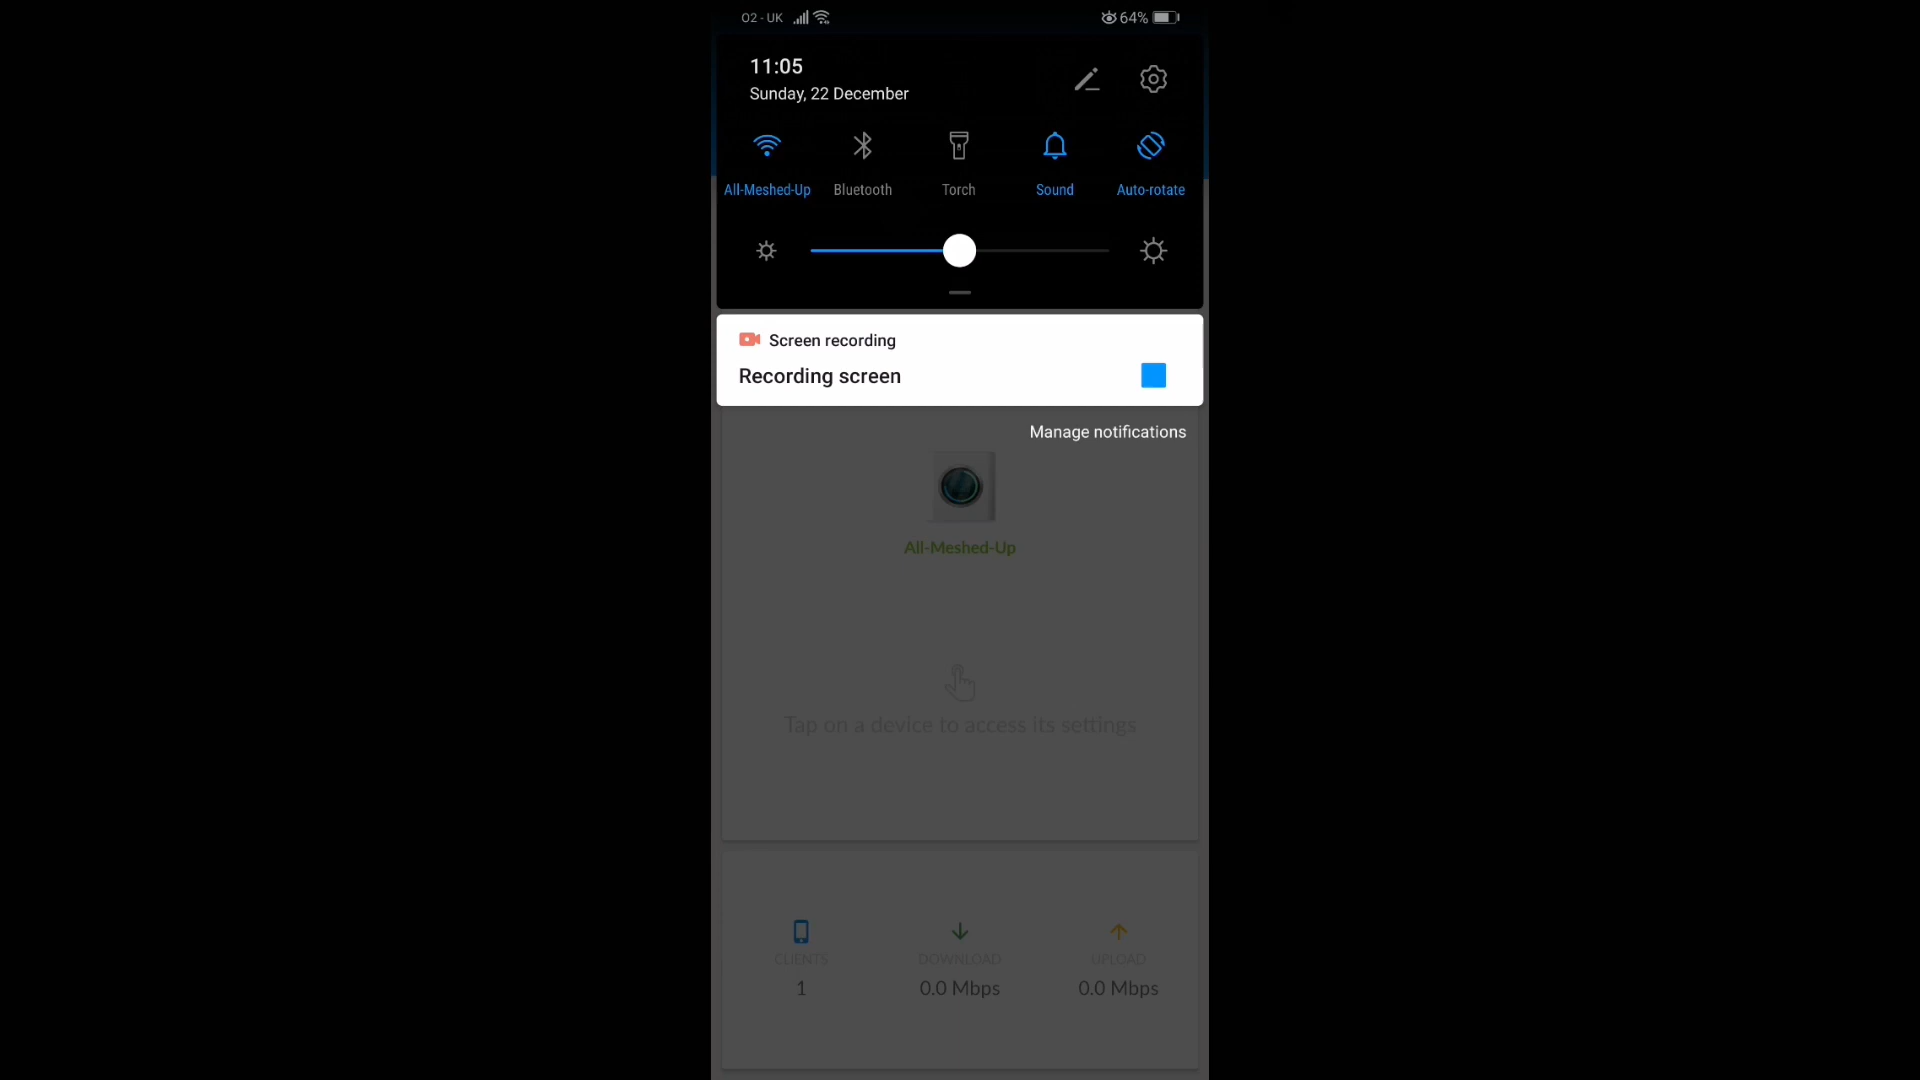 O2 - UK 64%
11:05
Sunday, 22 December
All-Meshed-Up Bluetooth Torch Sound Auto-rotate
Screen recording
Recording screen
Manage notifications
All-Meshed-Up
Tap on a device to access its settings
CLIENTS DOWNLOAD UPLOAD
1 0.0 Mbps 0.0 Mbps